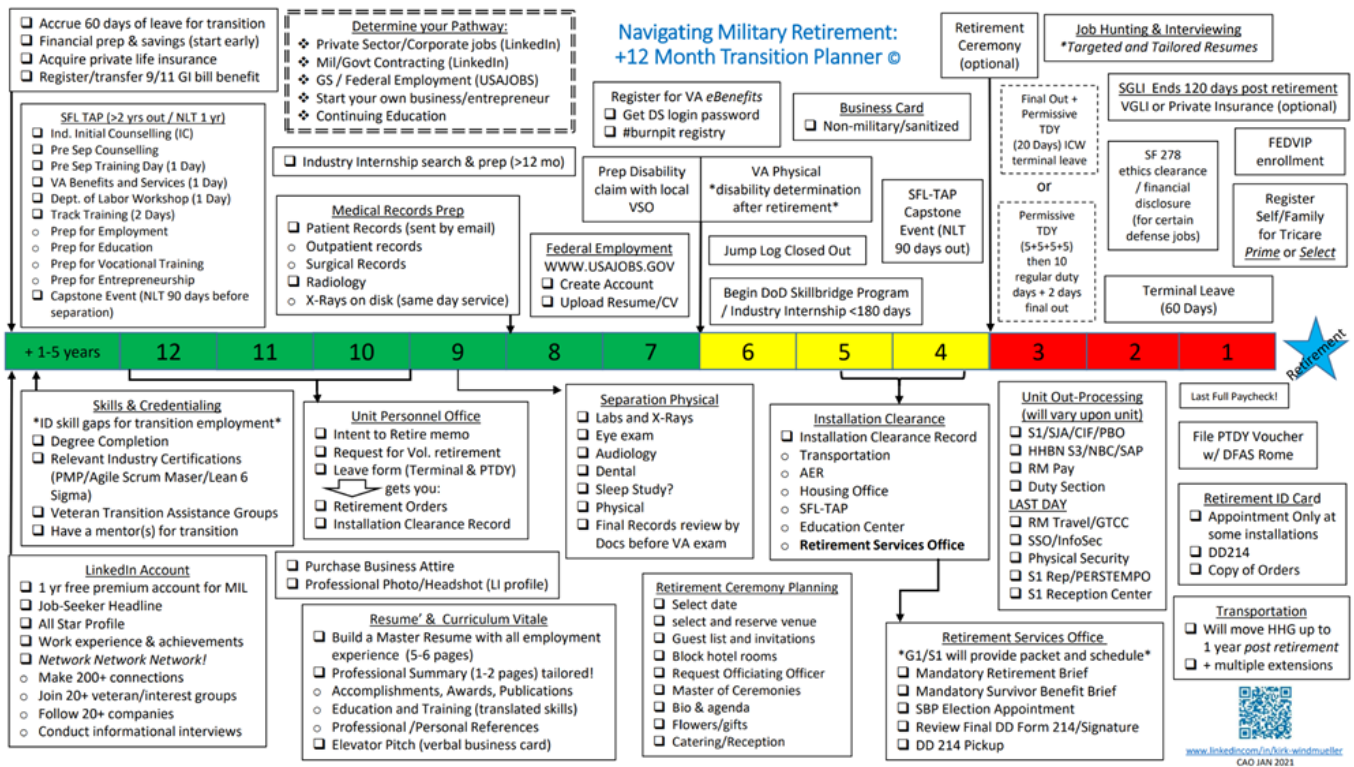 Navigating Military Retirement:
+12 Month Transition Planner ©
❑ Accrue 60 days of leave for transition
❑ Financial prep & savings (start early)
❑ Acquire private life insurance
❑ Register/transfer 9/11 GI bill benefit
Determine your Pathway:
❖ Private Sector/Corporate jobs (LinkedIn)
❖ Mil/Govt Contracting (LinkedIn)
❖ GS / Federal Employment (USAJOBS)
❖ Start your own business/entrepreneur
❖ Continuing Education
SFL TAP (>2 yrs out / NLT 1 yr)
❑ Ind. Initial Counselling (IC)
❑ Pre Sep Counselling
❑ Pre Sep Training Day (1 Day)
❑ VA Benefits and Services (1 Day)
❑ Dept. of Labor Workshop (1 Day)
❑ Track Training (2 Days)
o Prep for Employment
o Prep for Education
o Prep for Vocational Training
o Prep for Entrepreneurship
❑ Capstone Event (NLT 90 days before
separation)
❑ Industry Internship search & prep (>12 mo)
Medical Records Prep
❑ Patient Records (sent by email)
o Outpatient records
o Surgical Records
❑ Radiology
o X-Rays on disk (same day service)
Register for VA eBenefits
❑ Get DS login password
❑ #burnpit registry
Business Card
❑ Non-military/sanitized
Prep Disability
claim with local
VSO
VA Physical
*disability determination
after retirement*
Federal Employment
WWW.USAJOBS.GOV
❑ Create Account
❑ Upload Resume/CV
Jump Log Closed Out
Begin DoD Skillbridge Program
/ Industry Internship <180 days
SFL-TAP
Capstone
Event (NLT
90 days out)
Retirement
Ceremony
(optional)
Job Hunting & Interviewing
*Targeted and Tailored Resumes
Final Out +
Permissive
TDY
(20 Days) ICW
terminal leave
or
Permissive
TDY
(5+5+5+5)
then 10
regular duty
days + 2 days
final out
SGLI Ends 120 days post retirement
VGLI or Private Insurance (optional)
SF 278
ethics clearance
/ financial
disclosure
(for certain
defense jobs)
FEDVIP
enrollment
Register
Self/Family
for Tricare
Prime or Select
Terminal Leave
(60 Days)
+ 1-5 years 12 11 10 9 8 7 6 5 4 3 2 1 Retirement
Skills & Credentialing
*ID skill gaps for transition employment*
❑ Degree Completion
❑ Relevant Industry Certifications
(PMP/Agile Scrum Maser/Lean 6
Sigma)
❑ Veteran Transition Assistance Groups
❑ Have a mentor(s) for transition
LinkedIn Account
❑ 1 yr free premium account for MIL
❑ Job-Seeker Headline
❑ All Star Profile
❑ Work experience & achievements
❑ Network Network Network!
o Make 200+ connections
o Join 20+ veteran/interest groups
o Follow 20+ companies
o Conduct informational interviews
Unit Personnel Office
❑ Intent to Retire memo
❑ Request for Vol. retirement
❑ Leave form (Terminal & PTDY)
gets you:
❑ Retirement Orders
❑ Installation Clearance Record
❑ Purchase Business Attire
❑ Professional Photo/Headshot (LI profile)
Resume' & Curriculum Vitale
❑ Build a Master Resume with all employment
experience (5-6 pages)
❑ Professional Summary (1-2 pages) tailored!
o Accomplishments, Awards, Publications
o Education and Training (translated skills)
o Professional /Personal References
❑ Elevator Pitch (verbal business card)
Separation Physical
❑ Labs and X-Rays
❑ Eye exam
❑ Audiology
❑ Dental
❑ Sleep Study?
❑ Physical
❑ Final Records review by
Docs before VA exam
Retirement Ceremony Planning
❑ Select date
❑ select and reserve venue
❑ Guest list and invitations
❑ Block hotel rooms
❑ Request Officiating Officer
❑ Master of Ceremonies
❑ Bio & agenda
❑ Flowers/gifts
❑ Catering/Reception
Installation Clearance
❑ Installation Clearance Record
o Transportation
o AER
o Housing Office
o SFL-TAP
o Education Center
o Retirement Services Office
Retirement Services Office
*G1/S1 will provide packet and schedule*
❑ Mandatory Retirement Brief
❑ Mandatory Survivor Benefit Brief
❑ SBP Election Appointment
❑ Review Final DD Form 214/Signature
❑ DD 214 Pickup
Unit Out-Processing
(will vary upon unit)
❑ S1/SJA/CIF/PBO
❑ HHBN S3/NBC/SAP
❑ RM Pay
❑ Duty Section
LAST DAY
❑ RM Travel/GTCC
❑ SSO/InfoSec
❑ Physical Security
❑ S1 Rep/PERSTEMPO
❑ S1 Reception Center
Last Full Paycheck!
File PTDY Voucher
w/ DFAS Rome
Retirement ID Card
❑ Appointment Only at
some installations
❑ DD214
❑ Copy of Orders
Transportation
❑ Will move HHG up to
1 year post retirement
❑ + multiple extensions
www.linkedincom/in/kirk-windmueller
CAO JAN 2021